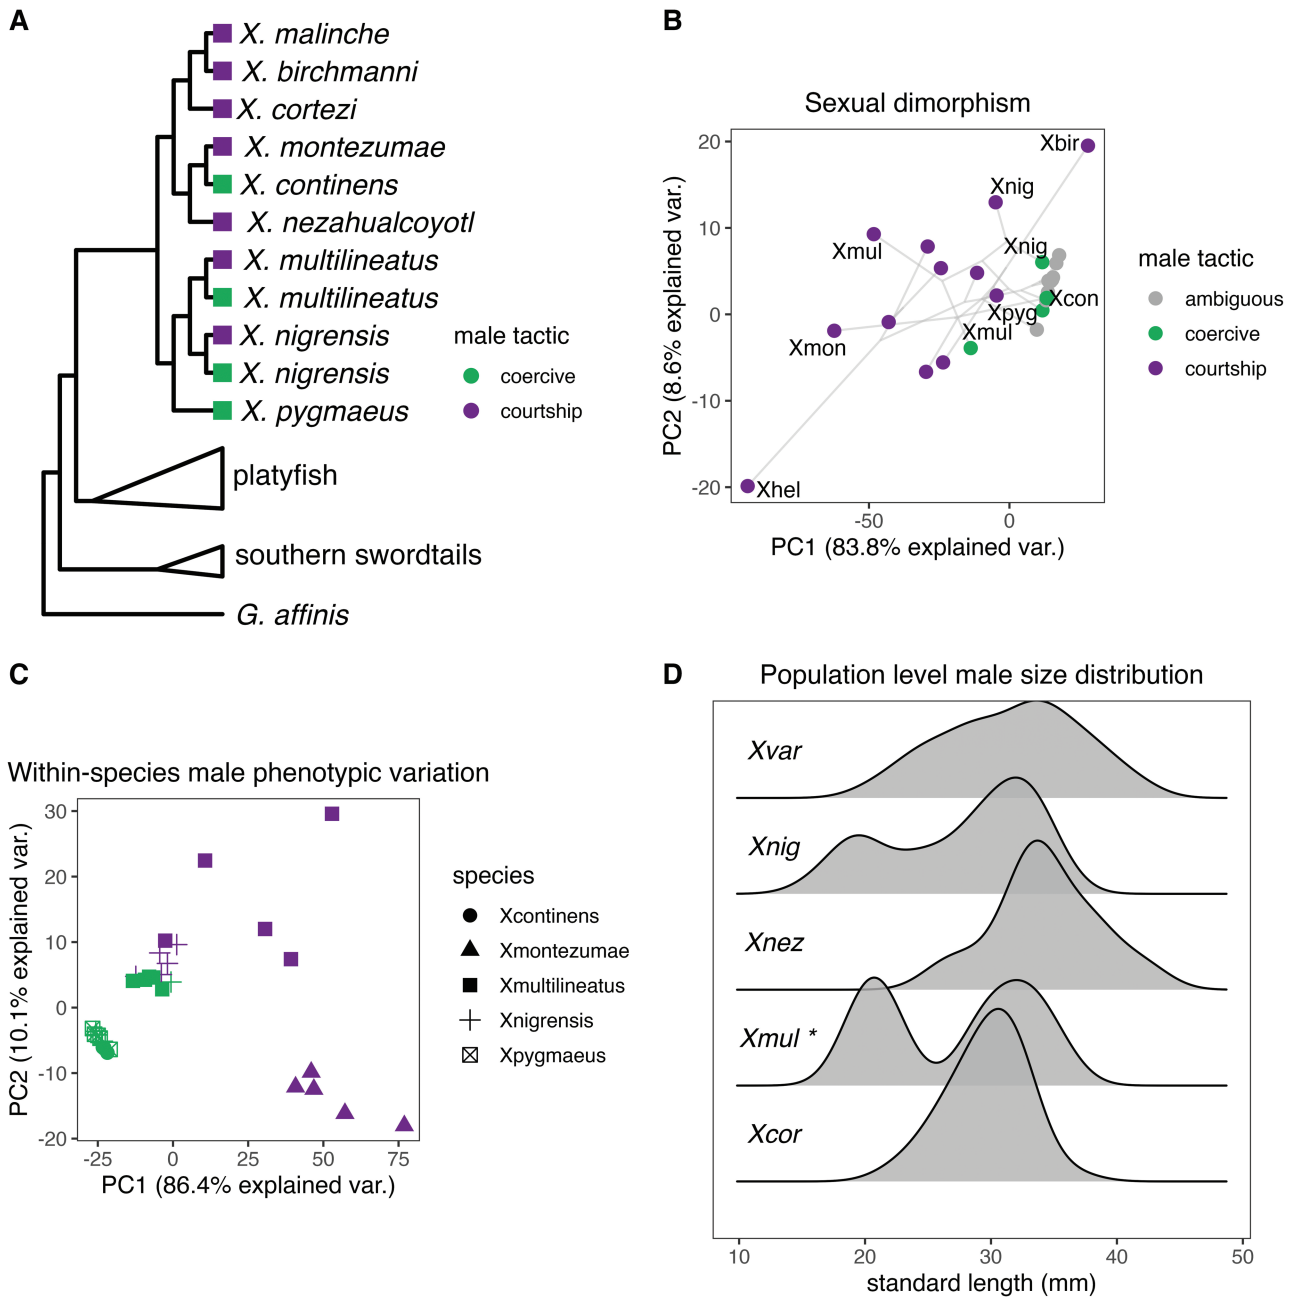 A
X. malinche
X. birchmanni
X. cortezi
X. montezumae
X. continens
X. nezahualcoyotl
X. multilineatus
X. multilineatus
X. nigrensis
X. nigrensis
X. pygmaeus
platyfish
southern swordtails
G. affinis
male tactic
coercive
courtship
B
Sexual dimorphism
PC2 (8.6% explained var.)
20
10
0
-10
-20
Xbir
Xnig
Xmul
Xnig
Xcon
Xpyg
Xmul
Xmon
Xhel
-50
0
PC1 (83.8% explained var.)
male tactic
ambiguous
coercive
courtship
C
Within-species male phenotypic variation
PC2 (10.1% explained var.)
30
20
10
0
-10
-20
-25
0
25
50
75
PC1 (86.4% explained var.)
species
Xcontinens
Xmontezumae
Xmultilineatus
Xnigrensis
Xpygmaeus
D
Population level male size distribution
Xvar
Xnig
Xnez
Xmul *
Xcor
10
20
30
40
50
standard length (mm)